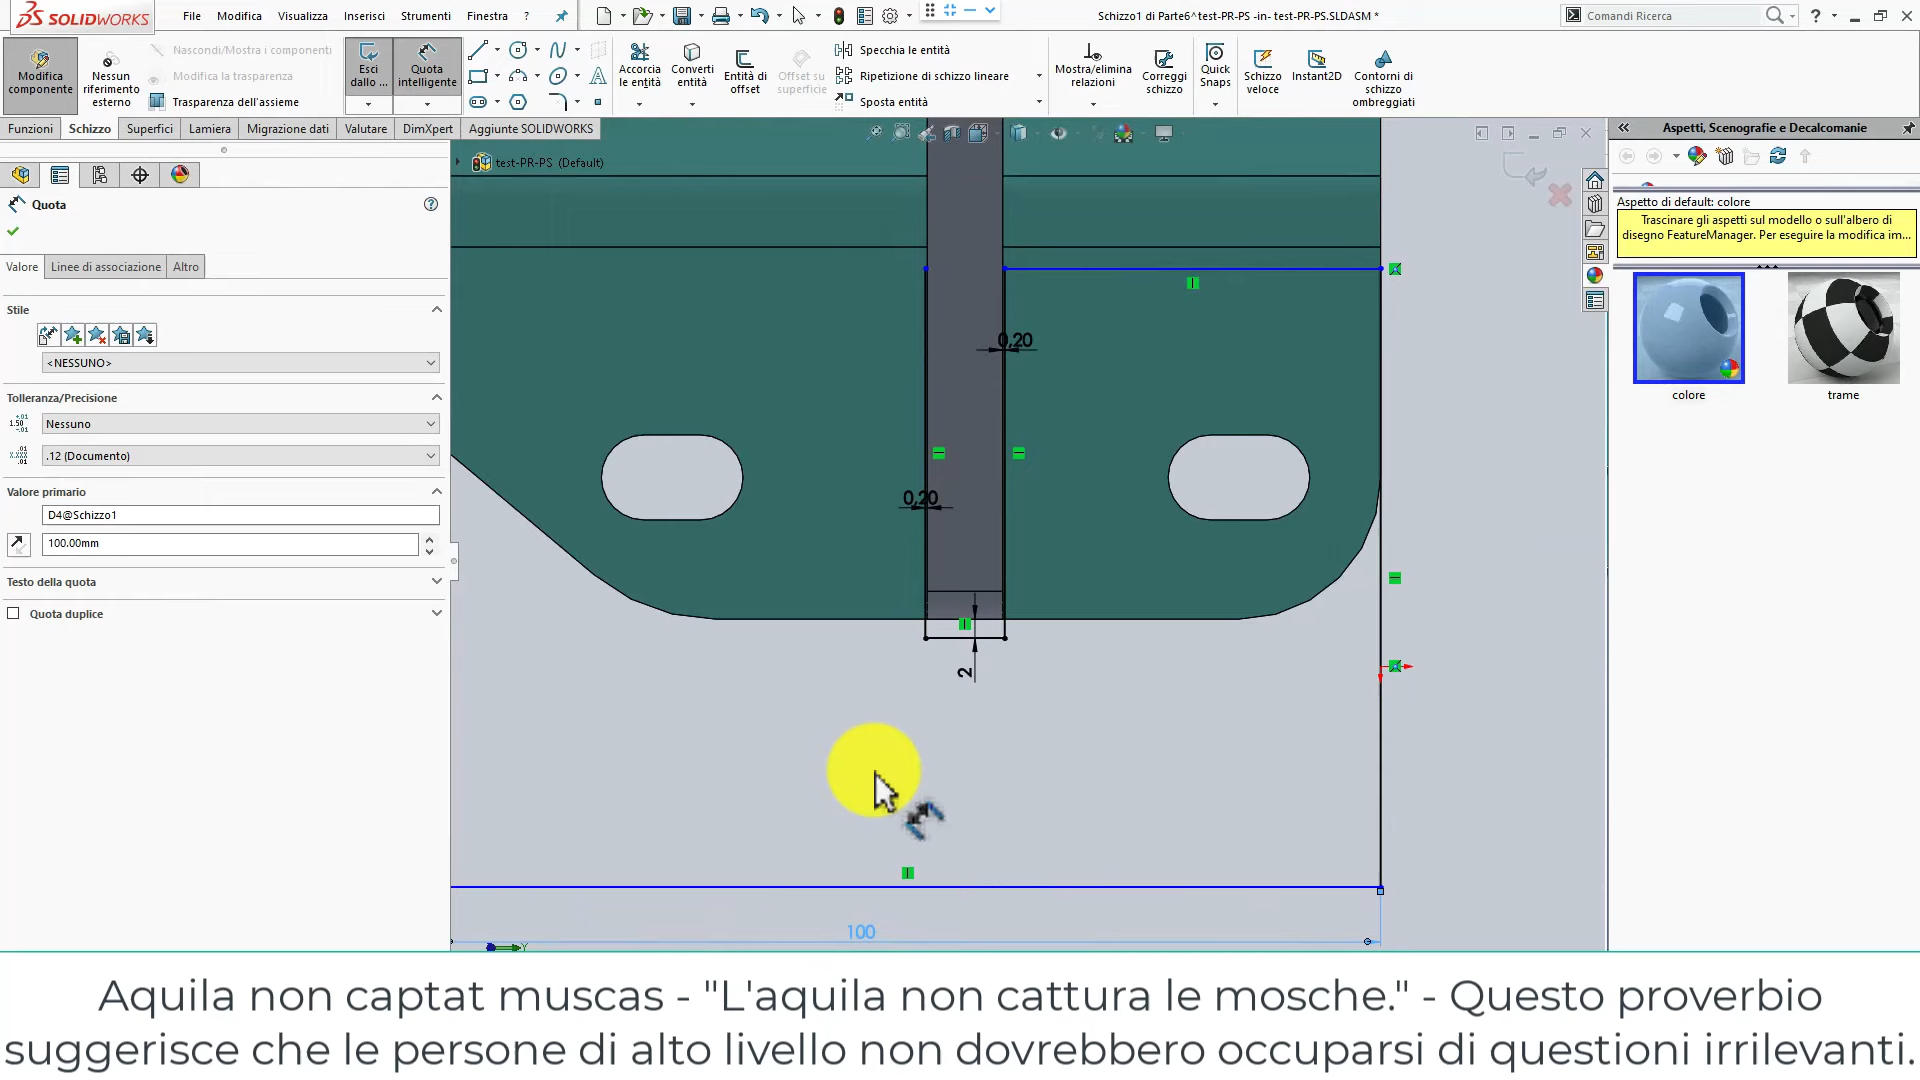 SOLIDWORKS
File
Modifica
Visualizza
Inserisci
Strumenti
Finestra
?
Schizzo1 di Parte6^test-PR-PS -in- test-PR-PS.SLDASM *
Comandi Ricerca
Modifica componente
Nessun riferimento esterno
Nascondi/Mostra i componenti
Modifica la trasparenza
Trasparenza dell'assieme
Esci dallo ...
Quota intelligente
Accorcia le entità
Converti entità
Entità di offset
Offset su superficie
Specchia le entità
Ripetizione di schizzo lineare
Sposta entità
Mostra/elimina relazioni
Correggi schizzo
Quick Snaps
Schizzo veloce
Instant2D
Contorni di schizzo ombreggiati
Funzioni
Schizzo
Superfici
Lamiera
Migrazione dati
Valutare
DimXpert
Aggiunte SOLIDWORKS
test-PR-PS (Default)
Quota
Valore
Linee di associazione
Altro
Stile
<NESSUNO>
Tolleranza/Precisione
Nessuno
.12 (Documento)
Valore primario
D4@Schizzo1
100.00mm
Testo della quota
Quota duplice
0,20
0,20
2
100
Y
Aspetti, Scenografie e Decalcomanie
Aspetto di default: colore
Trascinare gli aspetti sul modello o sull'albero di
disegno FeatureManager. Per eseguire la modifica im...
colore
trame
Aquila non captat muscas - "L'aquila non cattura le mosche." - Questo proverbio
suggerisce che le persone di alto livello non dovrebbero occuparsi di questioni irrilevanti.